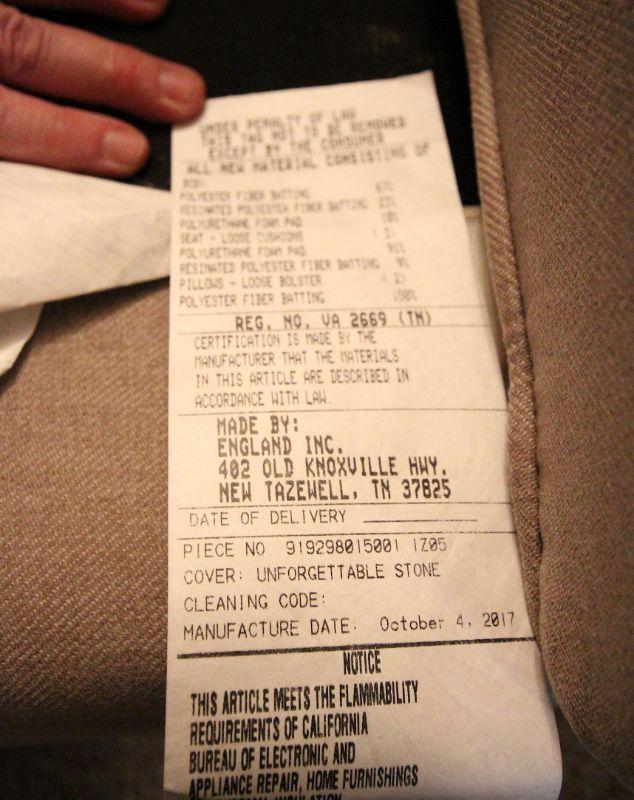 UNDER PENALTY OF LAW
THIS TAG NOT TO BE REMOVED
EXCEPT BY THE CONSUMER
ALL NEW MATERIAL CONSISTING OF
BODY
POLYESTER FIBER BATTING
RESINATED POLYESTER FIBER BATTING
POLYURETHANE FOAM PAD
SEAT - LOOSE CUSHIONS
POLYURETHANE FOAM PAD
RESINATED POLYESTER FIBER BATTING 9%
PILLOWS - LOOSE BOLSTER (2)
POLYESTER FIBER BATTING 100%
REG. NO. VA 2669 (TN)
CERTIFICATION IS MADE BY THE
MANUFACTURER THAT THE MATERIALS
IN THIS ARTICLE ARE DESCRIBED IN
ACCORDANCE WITH LAW.
MADE BY:
ENGLAND INC.
402 OLD KNOXVILLE HWY.
NEW TAZEWELL, TN 37825
DATE OF DELIVERY
PIECE NO 919298015001 IZ05
COVER: UNFORGETTABLE STONE
CLEANING CODE:
MANUFACTURE DATE: October 4, 2017
NOTICE
THIS ARTICLE MEETS THE FLAMMABILITY
REQUIREMENTS OF CALIFORNIA
BUREAU OF ELECTRONIC AND
APPLIANCE REPAIR, HOME FURNISHINGS